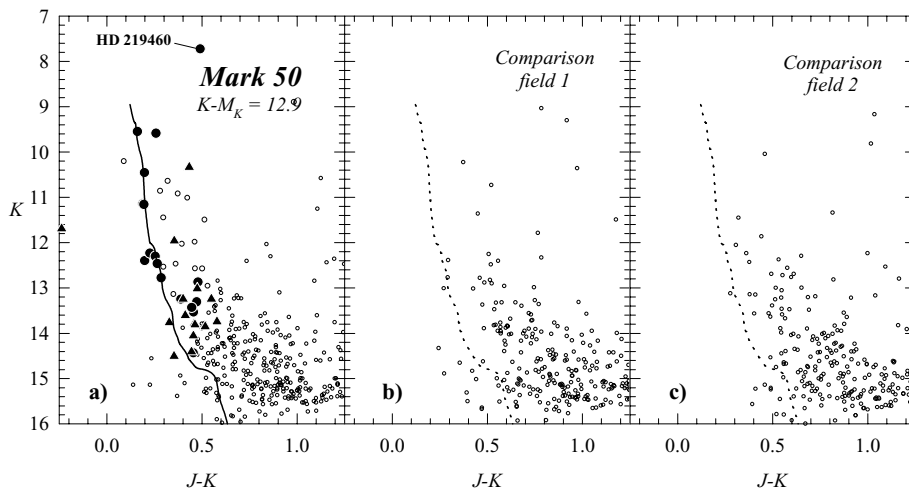 7
8
9
10
11
12
13
14
15
16
K
HD 219460
Mark 50
K-M_K = 12.9
a)
0.0
0.5
1.0
J-K
Comparison
field 1
b)
0.0
0.5
1.0
J-K
Comparison
field 2
c)
0.0
0.5
1.0
J-K